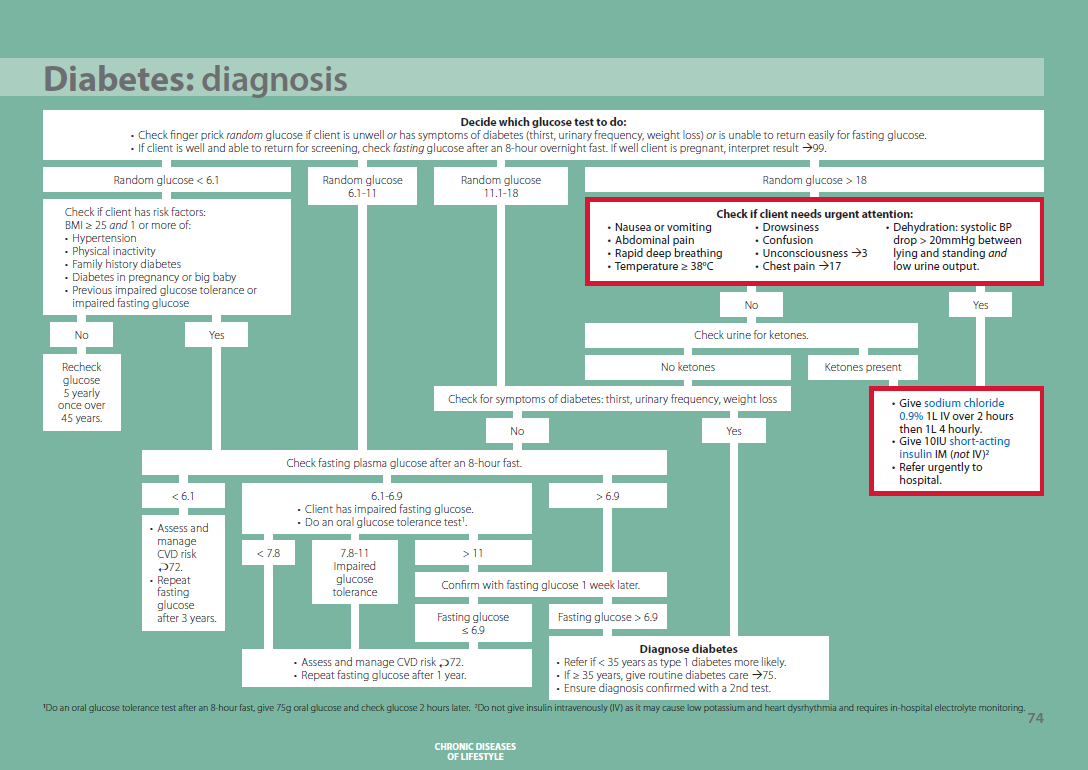 Diabetes: diagnosis
Decide which glucose test to do:
• Check finger prick random glucose if client is unwell or has symptoms of diabetes (thirst, urinary frequency, weight loss) or is unable to return easily for fasting glucose.
• If client is well and able to return for screening, check fasting glucose after an 8-hour overnight fast. If well client is pregnant, interpret result →99.
Random glucose < 6.1
Random glucose
6.1-11
Random glucose
11.1-18
Random glucose > 18
Check if client has risk factors:
BMI ≥ 25 and 1 or more of:
• Hypertension
• Physical inactivity
• Family history diabetes
• Diabetes in pregnancy or big baby
• Previous impaired glucose tolerance or
impaired fasting glucose
Check if client needs urgent attention:
• Nausea or vomiting
• Abdominal pain
• Rapid deep breathing
• Temperature ≥ 38ºC
• Drowsiness
• Confusion
• Unconsciousness →3
• Chest pain →17
• Dehydration: systolic BP
drop > 20mmHg between
lying and standing and
low urine output.
No
Yes
No
Yes
Recheck
glucose
5 yearly
once over
45 years.
Check urine for ketones.
No ketones
Ketones present
Check for symptoms of diabetes: thirst, urinary frequency, weight loss
• Give sodium chloride
0.9% 1L IV over 2 hours
then 1L 4 hourly.
• Give 10IU short-acting
insulin IM (not IV)²
• Refer urgently to
hospital.
No
Yes
Check fasting plasma glucose after an 8-hour fast.
< 6.1
6.1-6.9
• Client has impaired fasting glucose.
• Do an oral glucose tolerance test¹.
> 6.9
• Assess and
manage
CVD risk
⮌72.
• Repeat
fasting
glucose
after 3 years.
< 7.8
7.8-11
Impaired
glucose
tolerance
> 11
Confirm with fasting glucose 1 week later.
Fasting glucose
≤ 6.9
Fasting glucose > 6.9
• Assess and manage CVD risk ⮌72.
• Repeat fasting glucose after 1 year.
Diagnose diabetes
• Refer if < 35 years as type 1 diabetes more likely.
• If ≥ 35 years, give routine diabetes care →75.
• Ensure diagnosis confirmed with a 2nd test.
¹Do an oral glucose tolerance test after an 8-hour fast, give 75g oral glucose and check glucose 2 hours later. ²Do not give insulin intravenously (IV) as it may cause low potassium and heart dysrhythmia and requires in-hospital electrolyte monitoring.
74
CHRONIC DISEASES
OF LIFESTYLE